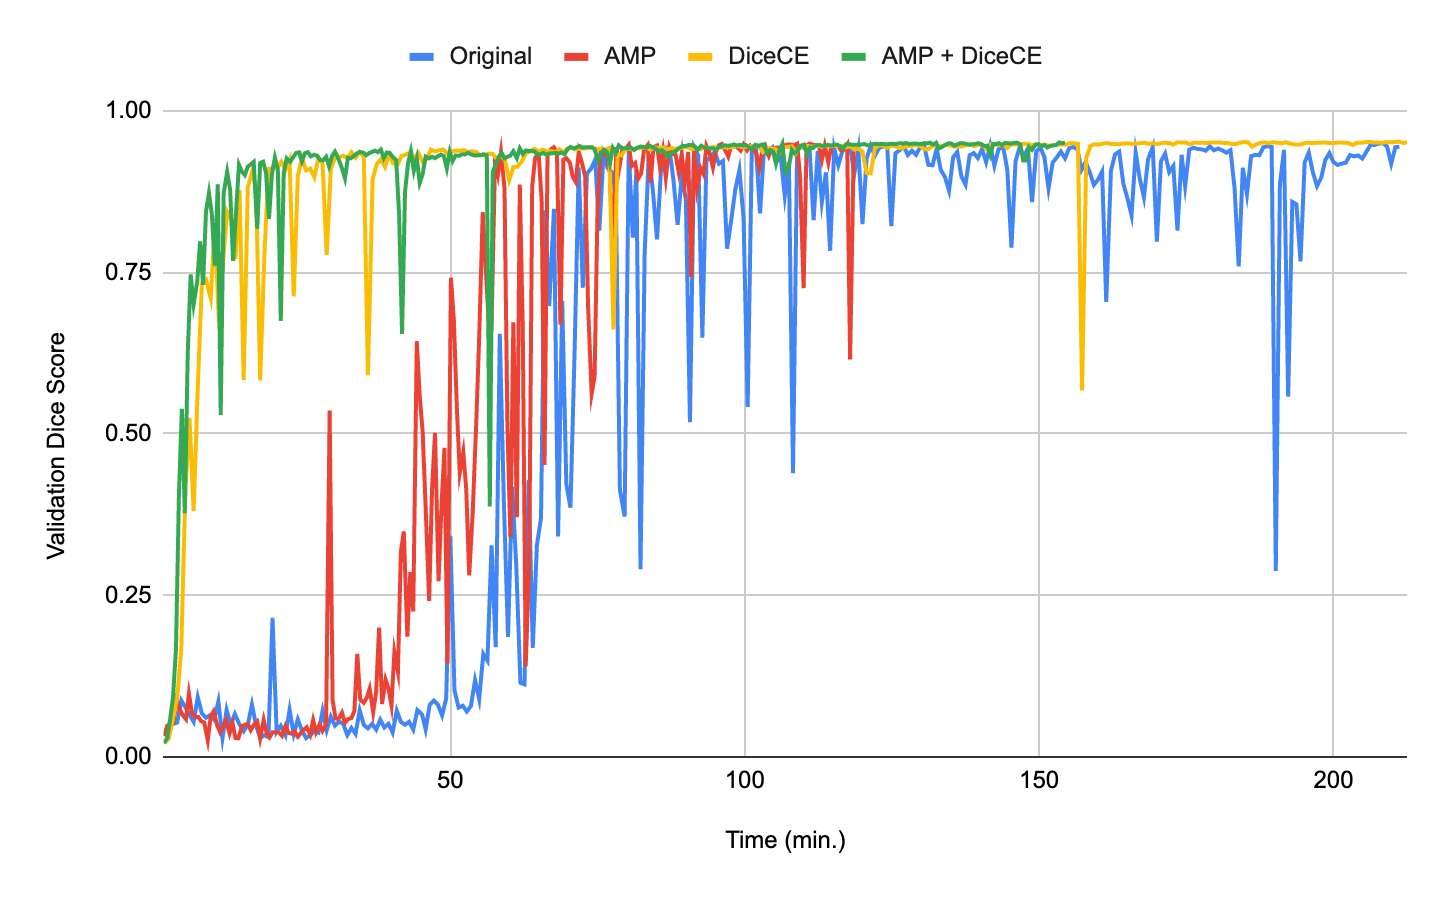 Original AMP DiceCE AMP + DiceCE
1.00
0.75
0.50
0.25
0.00
Validation Dice Score
50 100 150 200
Time (min.)